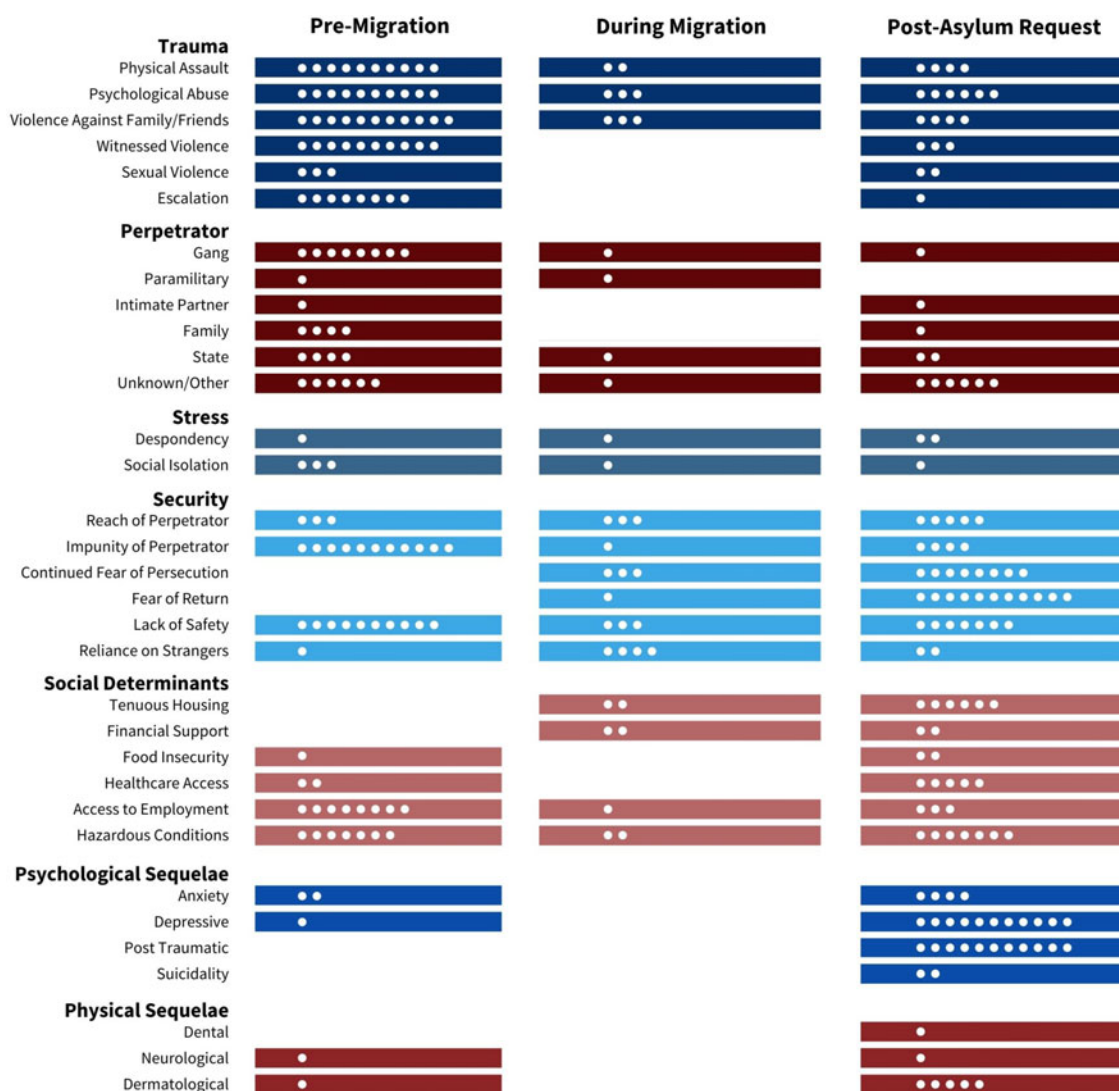 Pre-Migration During Migration Post-Asylum Request
Trauma
Physical Assault
Psychological Abuse
Violence Against Family/Friends
Witnessed Violence
Sexual Violence
Escalation
Perpetrator
Gang
Paramilitary
Intimate Partner
Family
State
Unknown/Other
Stress
Despondency
Social Isolation
Security
Reach of Perpetrator
Impunity of Perpetrator
Continued Fear of Persecution
Fear of Return
Lack of Safety
Reliance on Strangers
Social Determinants
Tenuous Housing
Financial Support
Food Insecurity
Healthcare Access
Access to Employment
Hazardous Conditions
Psychological Sequelae
Anxiety
Depressive
Post Traumatic
Suicidality
Physical Sequelae
Dental
Neurological
Dermatological